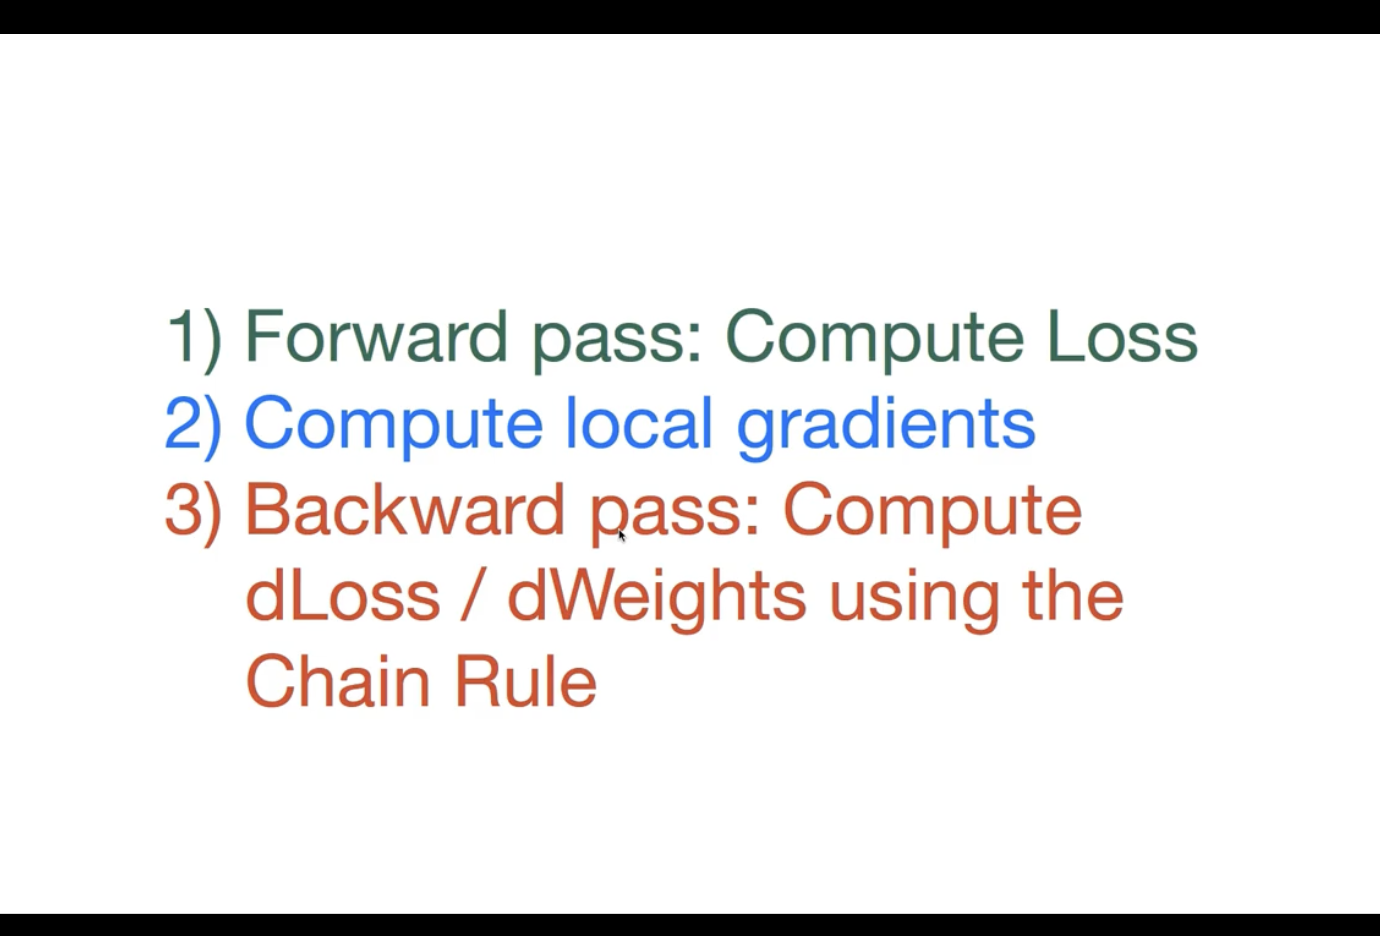 1) Forward pass: Compute Loss
2) Compute local gradients
3) Backward pass: Compute
dLoss / dWeights using the
Chain Rule